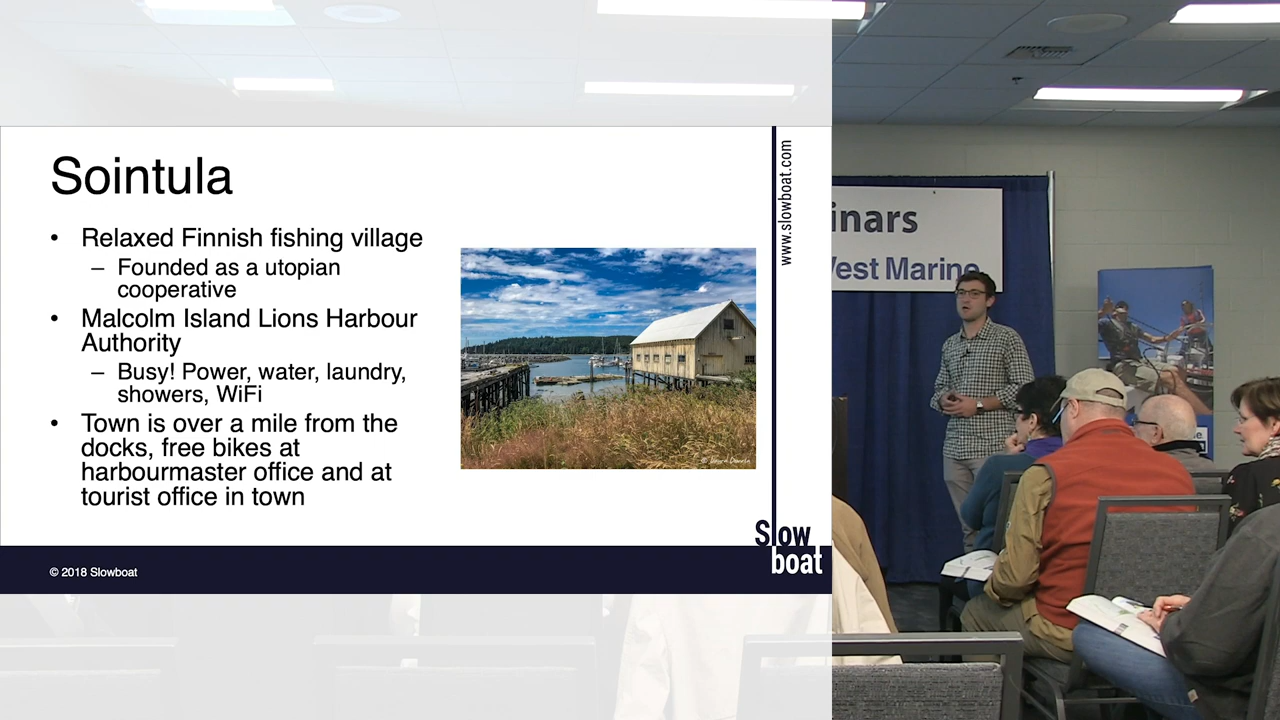 Sointula
• Relaxed Finnish fishing village
– Founded as a utopian
cooperative
• Malcolm Island Lions Harbour
Authority
– Busy! Power, water, laundry,
showers, WiFi
• Town is over a mile from the
docks, free bikes at
harbourmaster office and at
tourist office in town
www.slowboat.com
Slow
boat
© 2018 Slowboat
inars
West Marine